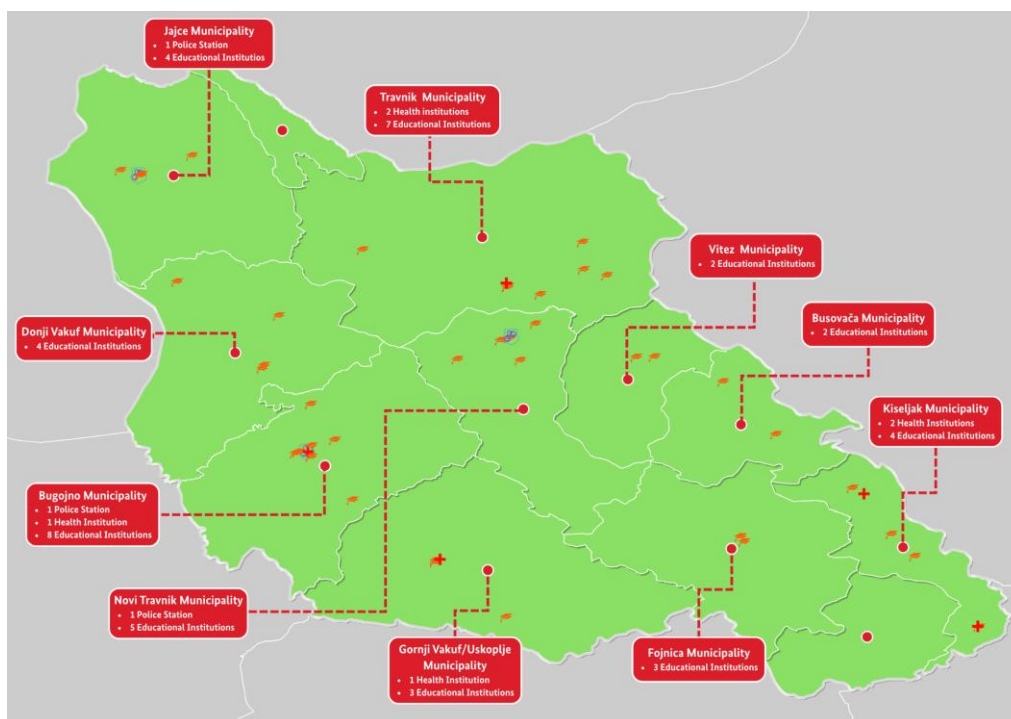 Jajce Municipality
• 1 Police Station
• 4 Educational Institutios
Travnik Municipality
• 2 Health institutions
• 7 Educational Institutions
Vitez Municipality
• 2 Educational Institutions
Busovača Municipality
• 2 Educational Institutions
Donji Vakuf Municipality
• 4 Educational Institutions
Kiseljak Municipality
• 2 Health Institutions
• 4 Educational Institutions
Bugojno Municipality
• 1 Police Station
• 1 Health Institution
• 8 Educational Institutions
Novi Travnik Municipality
• 1 Police Station
• 5 Educational Institutions
Gornji Vakuf/Uskoplje
Municipality
• 1 Health Institution
• 3 Educational Institutions
Fojnica Municipality
• 3 Educational Institutions